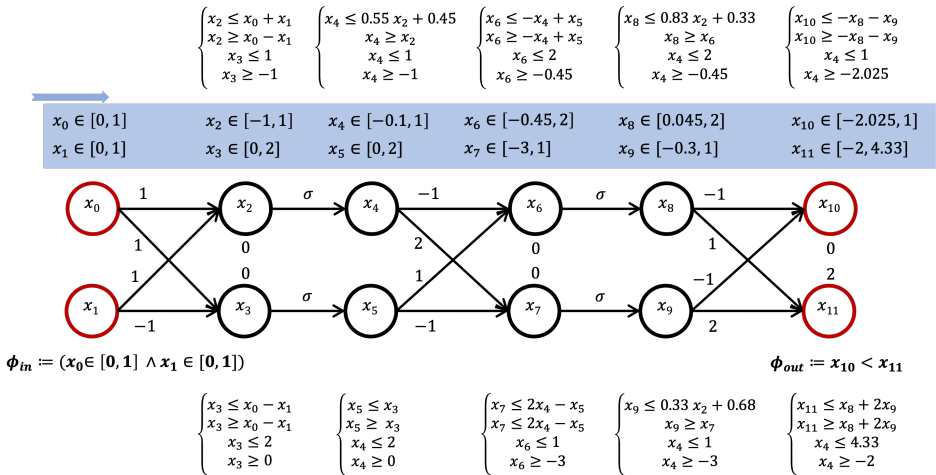 x₂ ≤ x₀ + x₁
x₂ ≥ x₀ − x₁
x₃ ≤ 1
x₃ ≥ −1
x₄ ≤ 0.55 x₂ + 0.45
x₄ ≥ x₂
x₄ ≤ 1
x₄ ≥ −1
x₆ ≤ −x₄ + x₅
x₆ ≥ −x₄ + x₅
x₆ ≤ 2
x₆ ≥ −0.45
x₈ ≤ 0.83 x₂ + 0.33
x₈ ≥ x₆
x₄ ≤ 2
x₄ ≥ −0.45
x₁₀ ≤ −x₈ − x₉
x₁₀ ≥ −x₈ − x₉
x₄ ≤ 1
x₄ ≥ −2.025
x₀ ∈ [0, 1]
x₂ ∈ [−1, 1]
x₄ ∈ [−0.1, 1]
x₆ ∈ [−0.45, 2]
x₈ ∈ [0.045, 2]
x₁₀ ∈ [−2.025, 1]
x₁ ∈ [0, 1]
x₃ ∈ [0, 2]
x₅ ∈ [0, 2]
x₇ ∈ [−3, 1]
x₉ ∈ [−0.3, 1]
x₁₁ ∈ [−2, 4.33]
x₀
1
x₂
σ
x₄
−1
x₆
σ
x₈
−1
x₁₀
1
0
2
0
1
0
1
0
1
0
−1
2
x₁
−1
x₃
σ
x₅
−1
x₇
σ
x₉
2
x₁₁
ϕᵢₙ ≔ (x₀∈ [0, 1] ∧ x₁ ∈ [0, 1])
ϕₒᵤₜ ≔ x₁₀ < x₁₁
x₃ ≤ x₀ − x₁
x₃ ≥ x₀ − x₁
x₃ ≤ 2
x₃ ≥ 0
x₅ ≤ x₃
x₅ ≥ x₃
x₄ ≤ 2
x₄ ≥ 0
x₇ ≤ 2x₄ − x₅
x₇ ≤ 2x₄ − x₅
x₆ ≤ 1
x₆ ≥ −3
x₉ ≤ 0.33 x₂ + 0.68
x₉ ≥ x₇
x₄ ≤ 1
x₄ ≥ −3
x₁₁ ≤ x₈ + 2x₉
x₁₁ ≥ x₈ + 2x₉
x₄ ≤ 4.33
x₄ ≥ −2